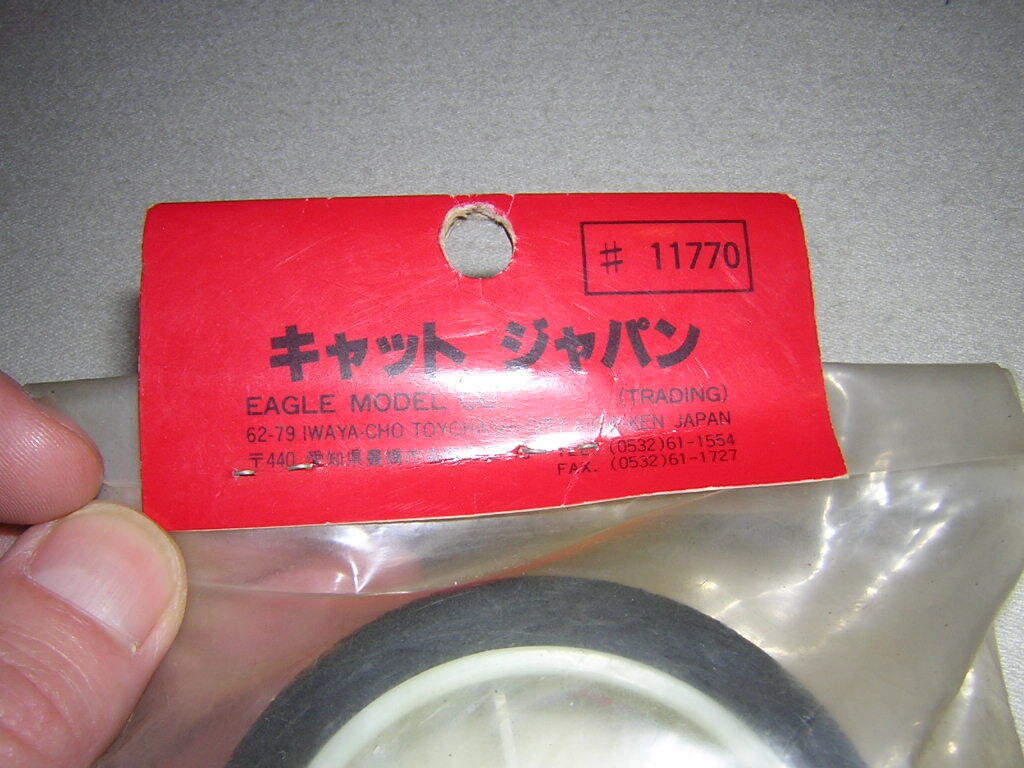 # 11770
キャット ジャパン
EAGLE MODEL (TRADING)
62-79 IWAYA-CHO KEN JAPAN
〒440 愛知県豊橋市 TEL. (0532)61-1554
FAX. (0532)61-1727